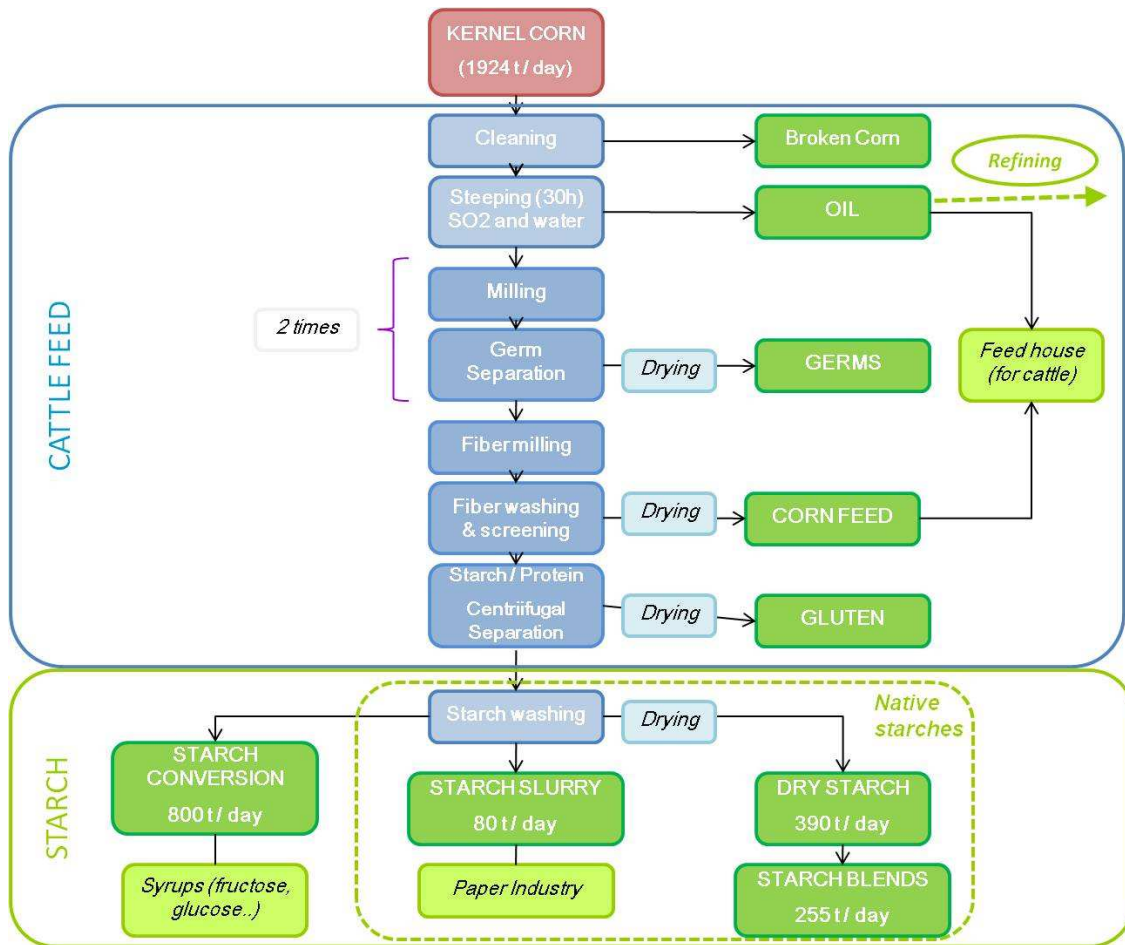 KERNEL CORN
(1924 t / day)
Cleaning
Broken Corn
Refining
Steeping (30h)
SO2 and water
OIL
Milling
2 times
Germ
Separation
Drying
GERMS
Feed house
(for cattle)
CATTLE FEED
Fiber milling
Fiber washing
& screening
Drying
CORN FEED
Starch / Protein
Centriifugal
Separation
Drying
GLUTEN
STARCH
Starch washing
Drying
Native
starches
STARCH
CONVERSION
800 t / day
STARCH SLURRY
80 t / day
DRY STARCH
390 t / day
Syrups (fructose,
glucose..)
Paper Industry
STARCH BLENDS
255 t / day